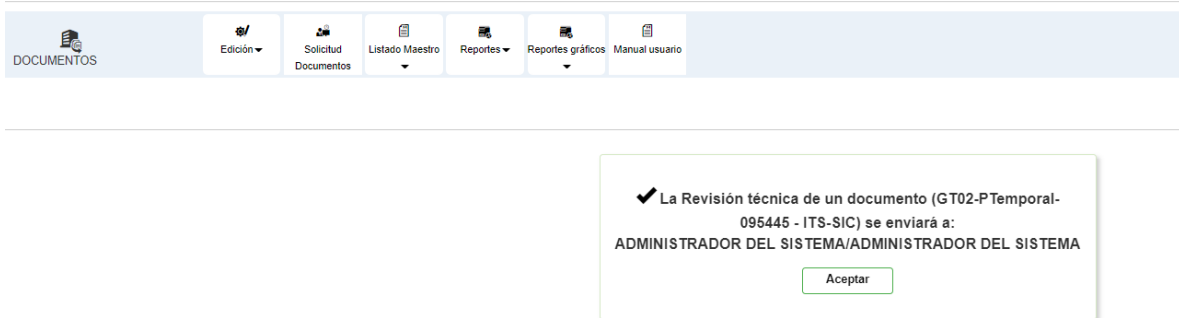 DOCUMENTOS
Edición
Solicitud
Documentos
Listado Maestro
Reportes
Reportes gráficos
Manual usuario
La Revisión técnica de un documento (GT02-PTemporal-
095445 - ITS-SIC) se enviará a:
ADMINISTRADOR DEL SISTEMA/ADMINISTRADOR DEL SISTEMA
Aceptar